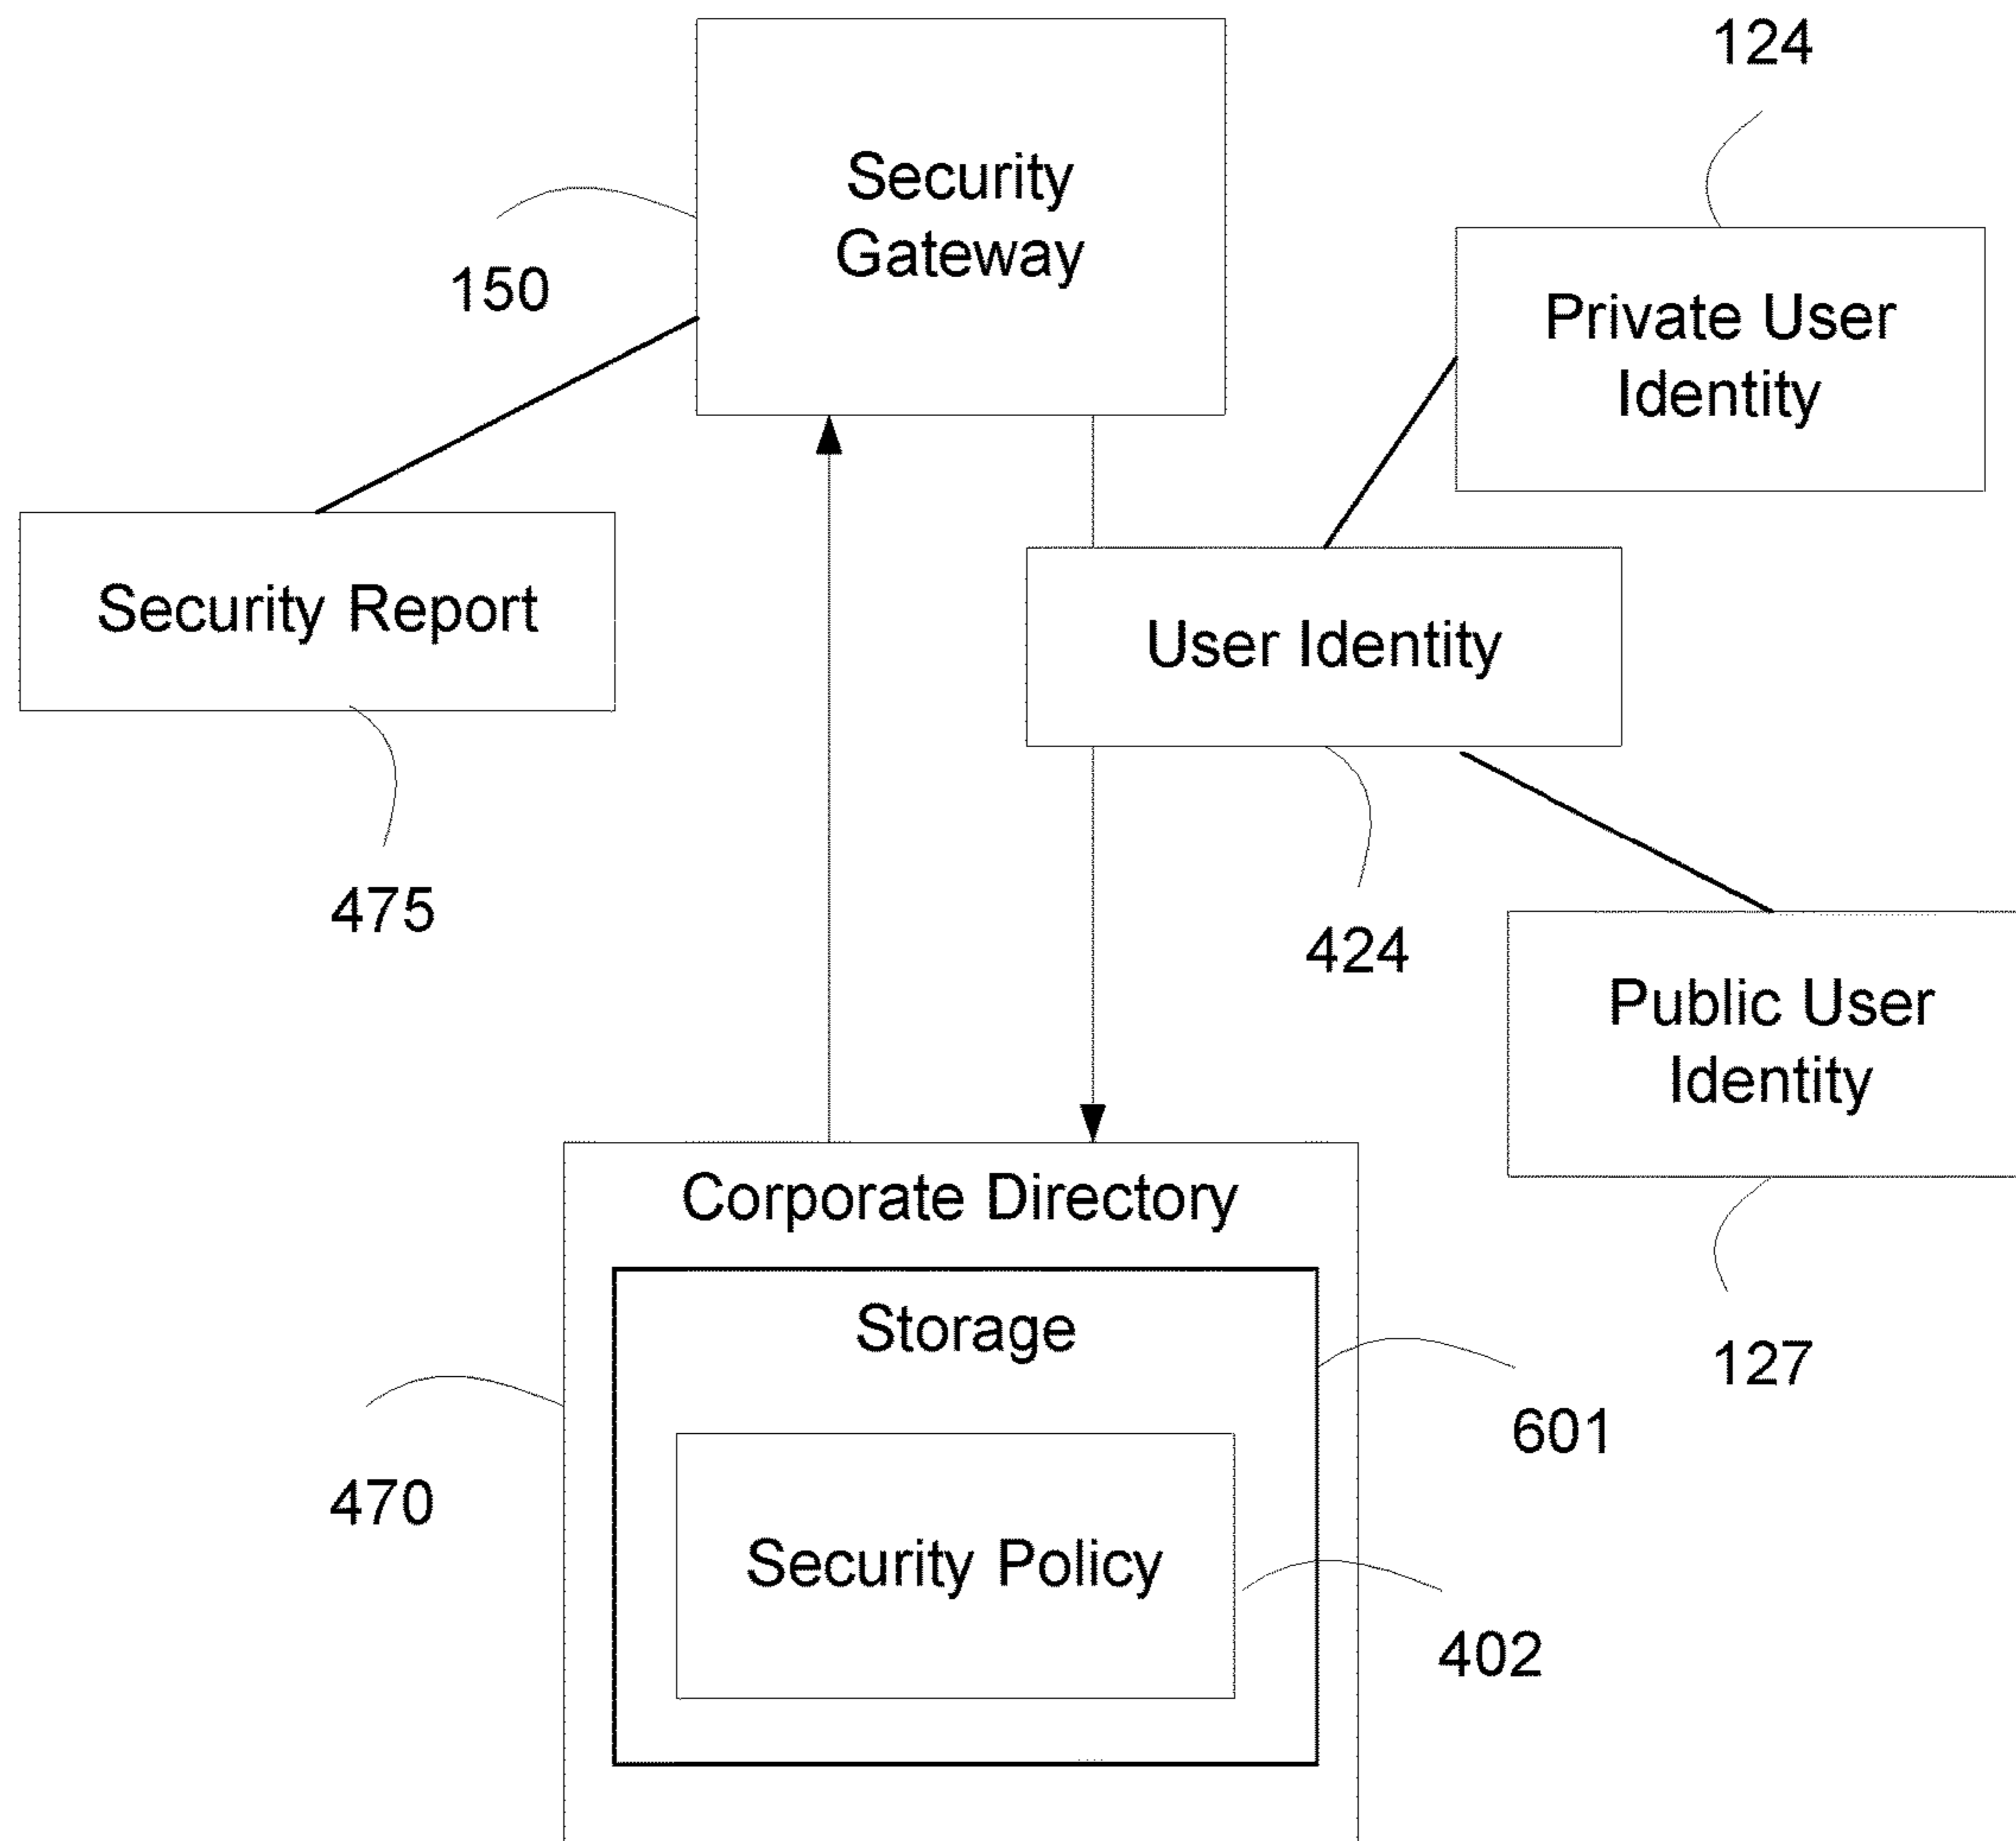 124
Security
Gateway
150
Private User
Identity
Security Report
User Identity
475
424
Public User
Identity
Corporate Directory
Storage
127
601
470
Security Policy
402